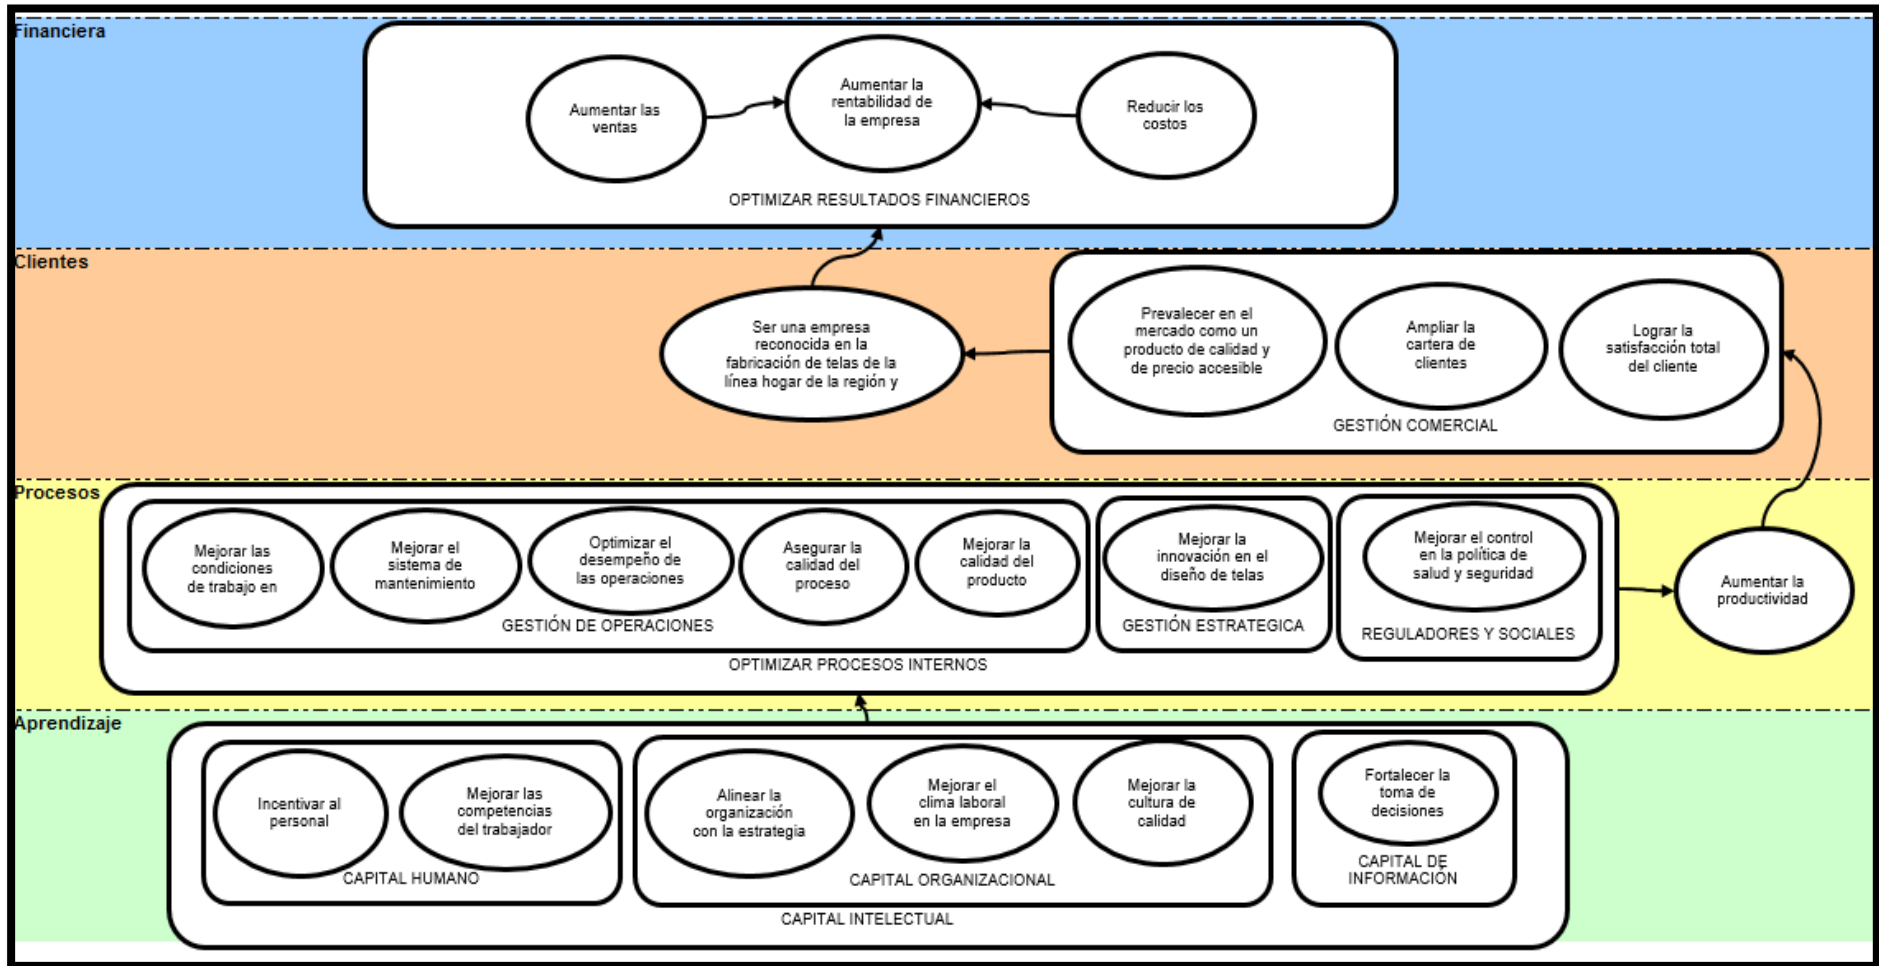 Financiera
Aumentar las
ventas
Aumentar la
rentabilidad de
la empresa
Reducir los
costos
OPTIMIZAR RESULTADOS FINANCIEROS
Clientes
Ser una empresa
reconocida en la
fabricación de telas de la
línea hogar de la región y
Prevalecer en el
mercado como un
producto de calidad y
de precio accesible
Ampliar la
cartera de
clientes
Lograr la
satisfacción total
del cliente
GESTIÓN COMERCIAL
Procesos
Mejorar las
condiciones
de trabajo en
Mejorar el
sistema de
mantenimiento
Optimizar el
desempeño de
las operaciones
Asegurar la
calidad del
proceso
Mejorar la
calidad del
producto
GESTIÓN DE OPERACIONES
Mejorar la
innovación en el
diseño de telas
GESTIÓN ESTRATEGICA
Mejorar el control
en la política de
salud y seguridad
REGULADORES Y SOCIALES
OPTIMIZAR PROCESOS INTERNOS
Aumentar la
productividad
Aprendizaje
Incentivar al
personal
Mejorar las
competencias
del trabajador
CAPITAL HUMANO
Alinear la
organización
con la estrategia
Mejorar el
clima laboral
en la empresa
Mejorar la
cultura de
calidad
CAPITAL ORGANIZACIONAL
Fortalecer la
toma de
decisiones
CAPITAL DE
INFORMACIÓN
CAPITAL INTELECTUAL